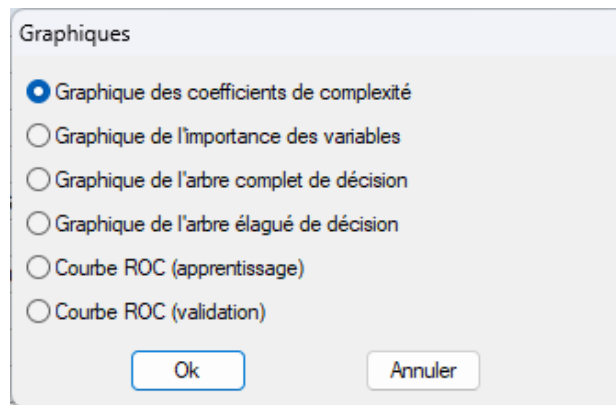 Graphiques
Graphique des coefficients de complexité
Graphique de l'importance des variables
Graphique de l'arbre complet de décision
Graphique de l'arbre élagué de décision
Courbe ROC (apprentissage)
Courbe ROC (validation)
Ok
Annuler